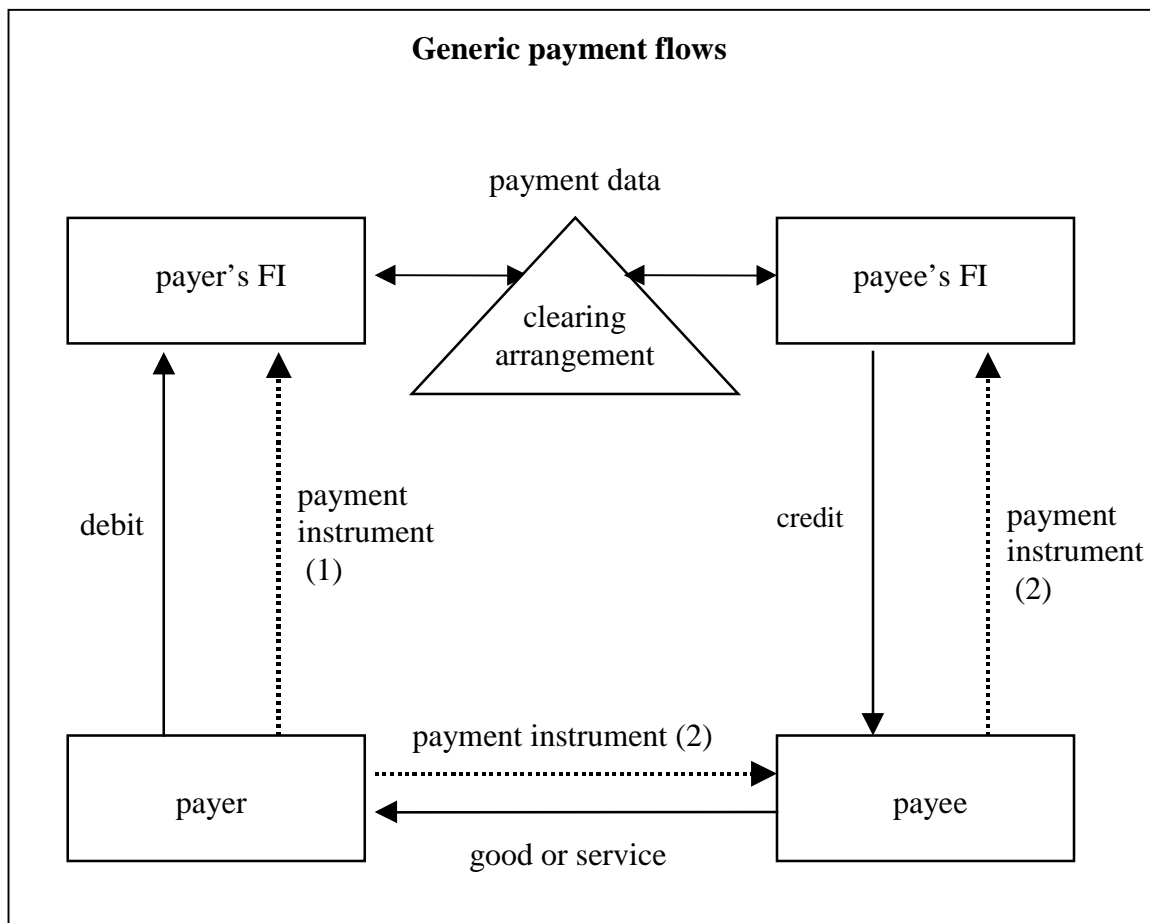 Generic payment flows
payment data
payer’s FI
payee’s FI
clearing
arrangement
debit
payment
instrument
(1)
credit
payment
instrument
(2)
payment instrument (2)
payer
payee
good or service